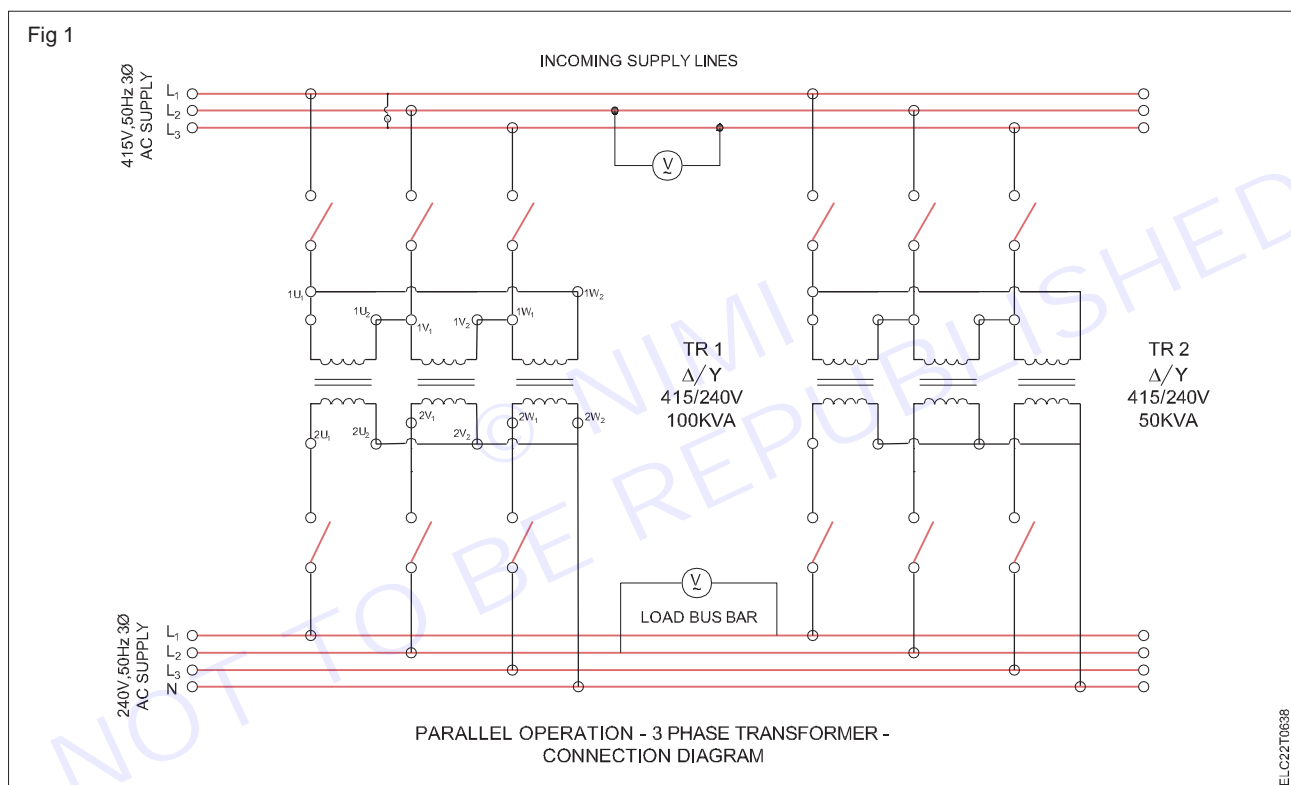 Fig 1
INCOMING SUPPLY LINES
415V,50Hz 3Ø
AC SUPPLY
L1
L2
L3
V
~
1U1
1W2
1U2
1V1
1V2
1W1
TR 1
Δ/Y
415/240V
100KVA
TR 2
Δ/Y
415/240V
50KVA
2U1
2U2
2V1
2V2
2W1
2W2
V
~
LOAD BUS BAR
240V,50Hz 3Ø
AC SUPPLY
L1
L2
L3
N
PARALLEL OPERATION - 3 PHASE TRANSFORMER -
CONNECTION DIAGRAM
ELC22T0638
© NIMI
NOT TO BE REPUBLISHED